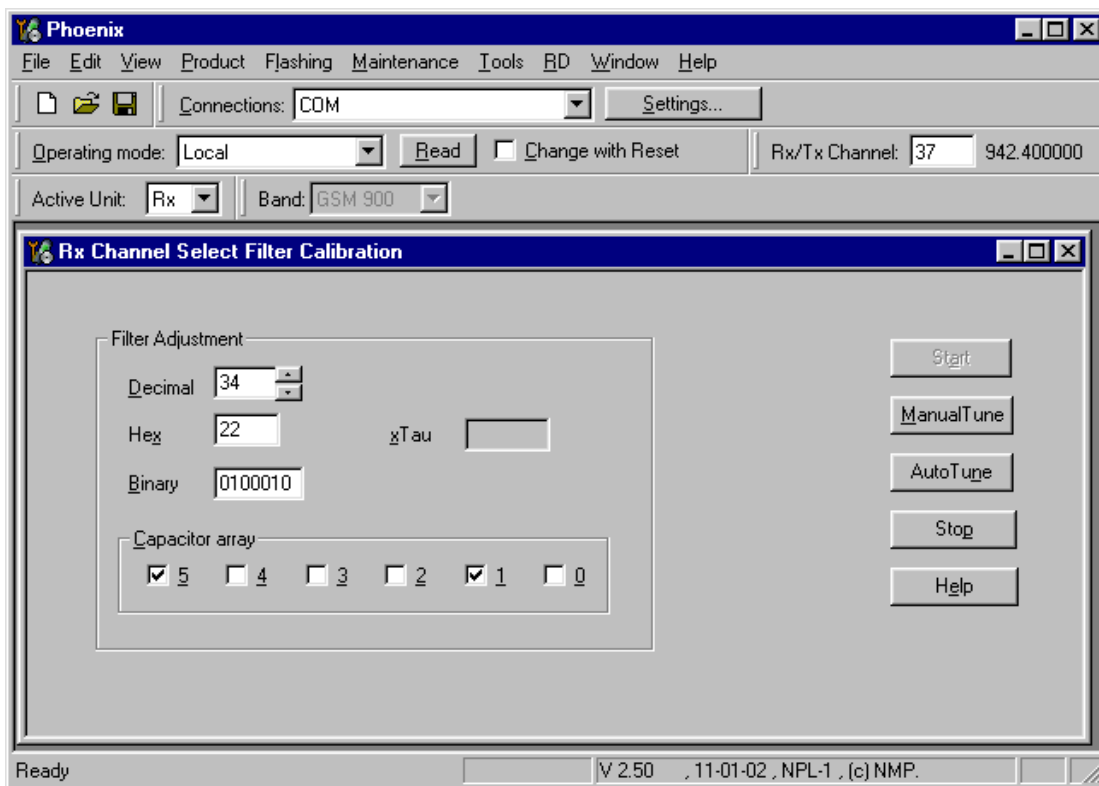 Phoenix
File Edit View Product Flashing Maintenance Tools RD Window Help
Connections: COM Settings...
Operating mode: Local Read Change with Reset Rx/Tx Channel: 37 942.400000
Active Unit: Rx Band: GSM 900
Rx Channel Select Filter Calibration
Filter Adjustment
Decimal 34
Hex 22 xTau
Binary 0100010
Capacitor array
5 4 3 2 1 0
Start
ManualTune
AutoTune
Stop
Help
Ready V 2.50 , 11-01-02 , NPL-1 , (c) NMP.